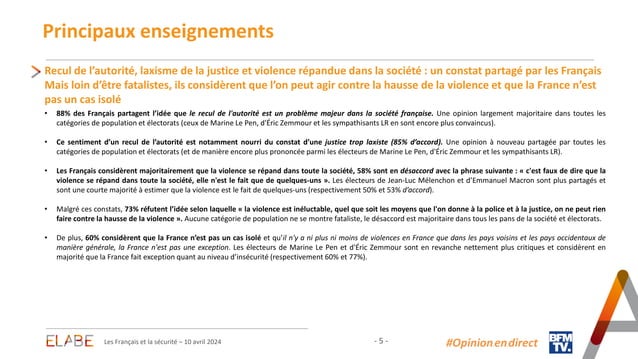 Principaux enseignements
Recul de l'autorité, laxisme de la justice et violence répandue dans la société : un constat partagé par les Français
Mais loin d'être fatalistes, ils considèrent que l'on peut agir contre la hausse de la violence et que la France n'est
pas un cas isolé
• 88% des Français partagent l'idée que le recul de l'autorité est un problème majeur dans la société française. Une opinion largement majoritaire dans toutes les
catégories de population et électorats (ceux de Marine Le Pen, d'Éric Zemmour et les sympathisants LR en sont encore plus convaincus).
• Ce sentiment d'un recul de l'autorité est notamment nourri du constat d'une justice trop laxiste (85% d'accord). Une opinion à nouveau partagée par toutes les
catégories de population et électorats (et de manière encore plus prononcée parmi les électeurs de Marine Le Pen, d'Éric Zemmour et les sympathisants LR).
• Les Français considèrent majoritairement que la violence se répand dans toute la société, 58% sont en désaccord avec la phrase suivante : « c'est faux de dire que la
violence se répand dans toute la société, elle n'est le fait que de quelques-uns ». Les électeurs de Jean-Luc Mélenchon et d'Emmanuel Macron sont plus partagés et
sont une courte majorité à estimer que la violence est le fait de quelques-uns (respectivement 50% et 53% d'accord).
• Malgré ces constats, 73% réfutent l'idée selon laquelle « la violence est inéluctable, quel que soit les moyens que l'on donne à la police et à la justice, on ne peut rien
faire contre la hausse de la violence ». Aucune catégorie de population ne se montre fataliste, le désaccord est majoritaire dans tous les pans de la société et électorats.
• De plus, 60% considèrent que la France n'est pas un cas isolé et qu'il n'y a ni plus ni moins de violences en France que dans les pays voisins et les pays occidentaux de
manière générale, la France n'est pas une exception. Les électeurs de Marine Le Pen et d'Éric Zemmour sont en revanche nettement plus critiques et considèrent en
majorité que la France fait exception quant au niveau d'insécurité (respectivement 60% et 77%).
ELABE Les Français et la sécurité – 10 avril 2024 - 5 - #Opinion en direct BFM
TV.